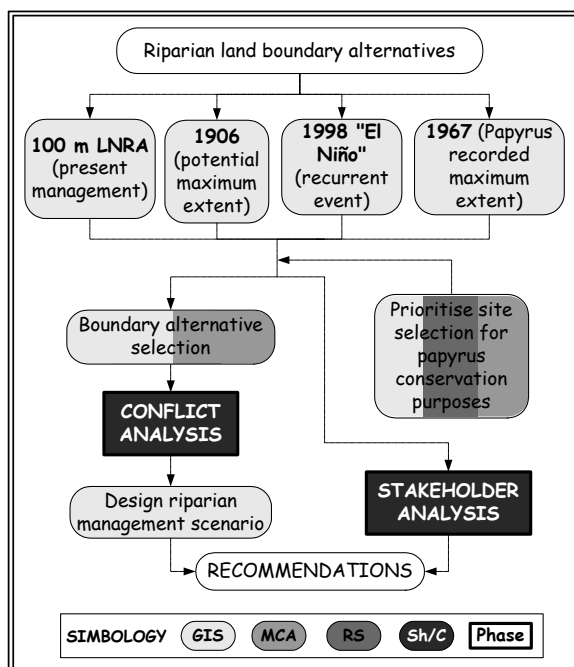 Riparian land boundary alternatives
100 m LNRA
(present
management)
1906
(potential
maximum
extent)
1998 "El
Niño"
(recurrent
event)
1967 (Papyrus
recorded
maximum
extent)
Boundary alternative
selection
Prioritise site
selection for
papyrus
conservation
purposes
CONFLICT
ANALYSIS
Design riparian
management scenario
STAKEHOLDER
ANALYSIS
RECOMMENDATIONS
SIMBOLOGY GIS MCA RS Sh/C Phase